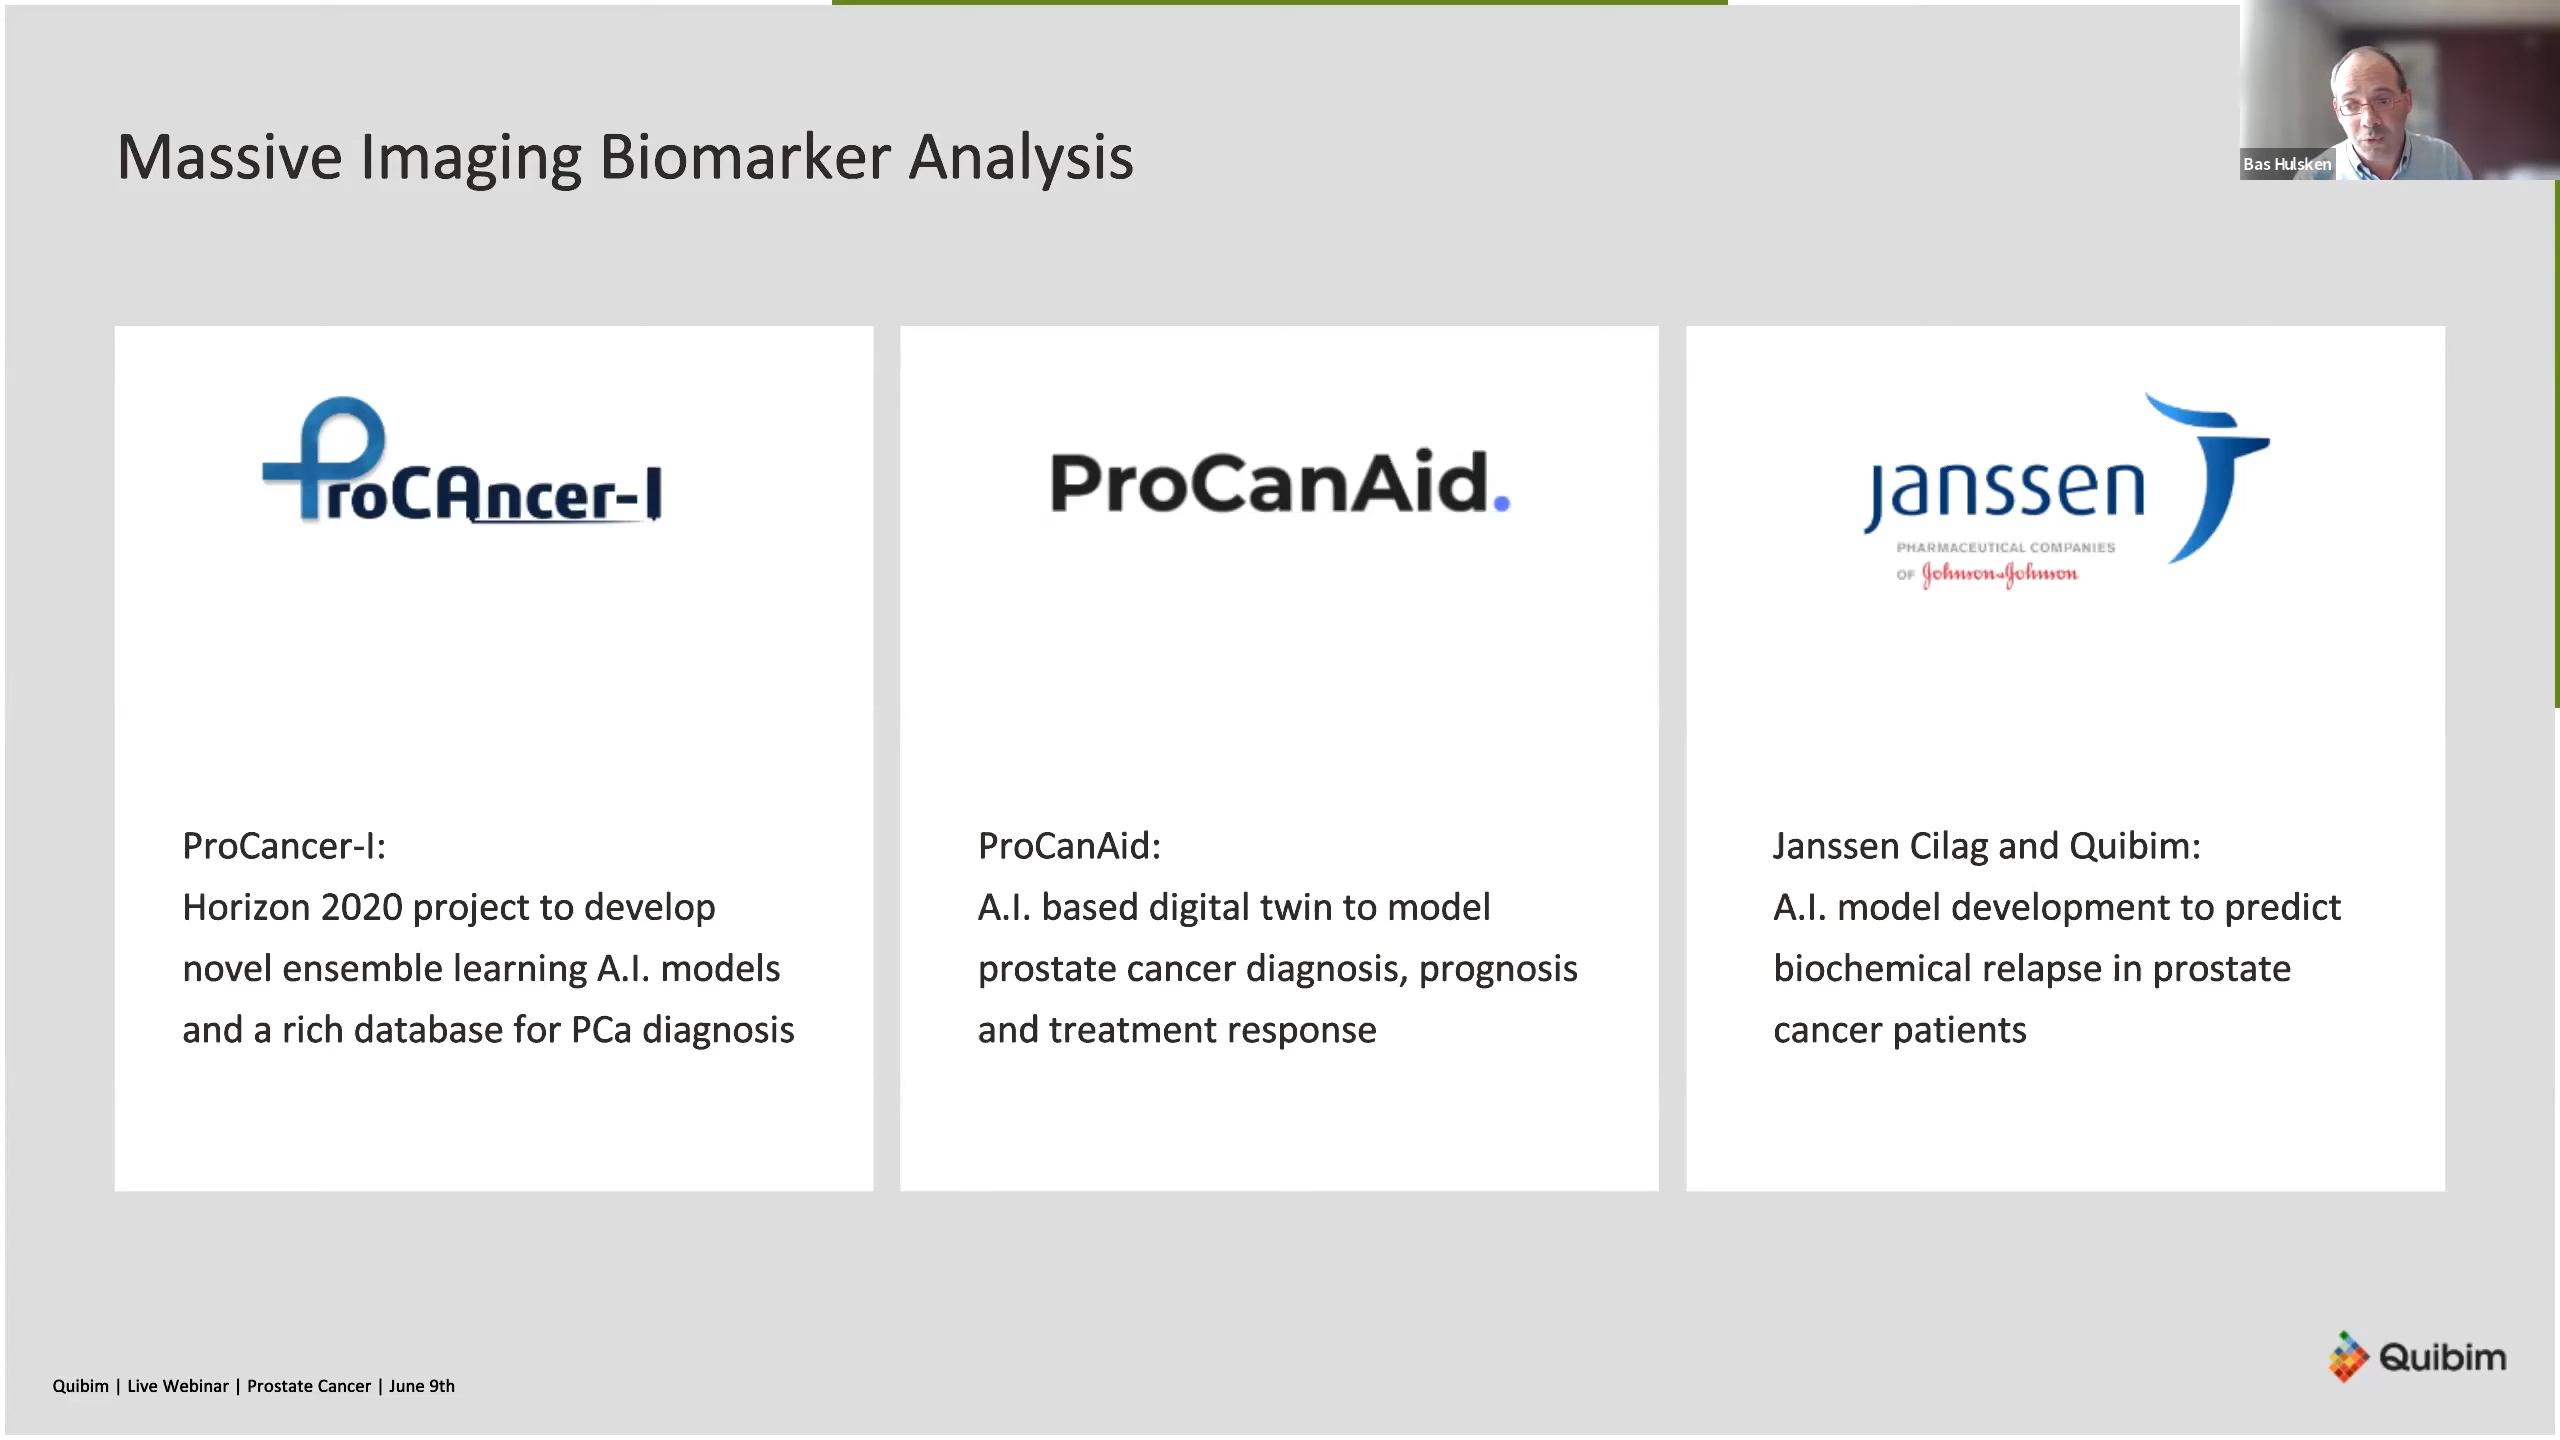 Massive Imaging Biomarker Analysis
Bas Hulsken
ProCAncer-I
ProCanAid.
janssen
PHARMACEUTICAL COMPANIES
OF Johnson & Johnson
ProCancer-I:
Horizon 2020 project to develop
novel ensemble learning A.I. models
and a rich database for PCa diagnosis
ProCanAid:
A.I. based digital twin to model
prostate cancer diagnosis, prognosis
and treatment response
Janssen Cilag and Quibim:
A.I. model development to predict
biochemical relapse in prostate
cancer patients
Quibim | Live Webinar | Prostate Cancer | June 9th
Quibim